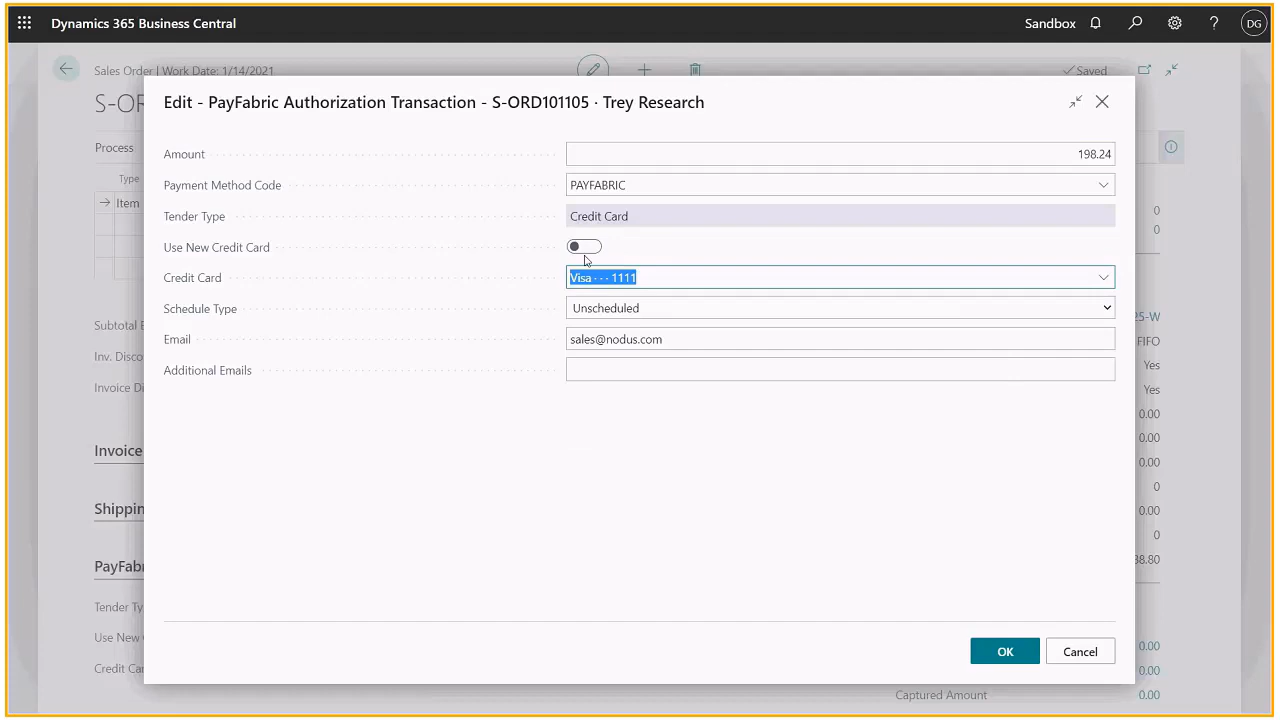 Dynamics 365 Business Central
Sandbox
?
DG
Sales Order | Work Date: 1/14/2021
Saved
S-OR
Edit - PayFabric Authorization Transaction - S-ORD101105 · Trey Research
Process
Type
Item
Amount 198.24
Payment Method Code PAYFABRIC
Tender Type Credit Card
Use New Credit Card
Credit Card Visa · · · 1111
Schedule Type Unscheduled
Email sales@nodus.com
Additional Emails
Subtotal E
Inv. Disco
Invoice Di
Invoice
Shippin
PayFab
Tender Ty
Use New
Credit Ca
0
0
0
25-W
FIFO
Yes
Yes
0.00
0.00
0.00
0
0.00
0
38.80
0.00
0.00
OK
Cancel
Captured Amount 0.00